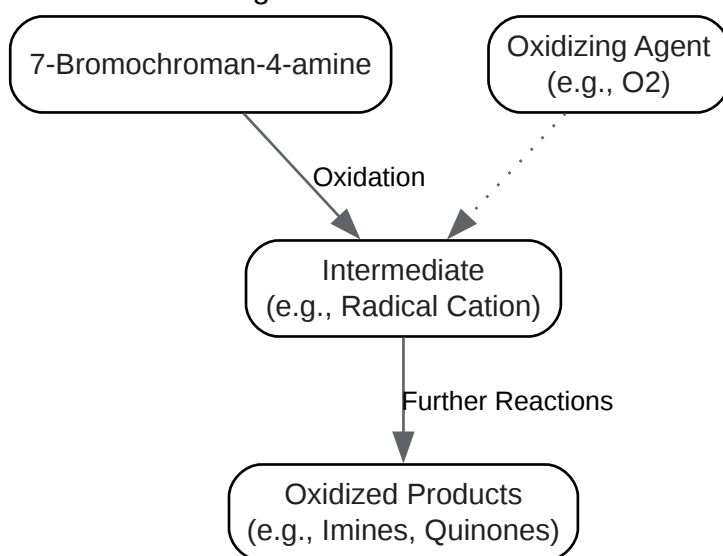 7-Bromochroman-4-amine
Oxidizing Agent
(e.g., O2)
Oxidation
Intermediate
(e.g., Radical Cation)
Further Reactions
Oxidized Products
(e.g., Imines, Quinones)